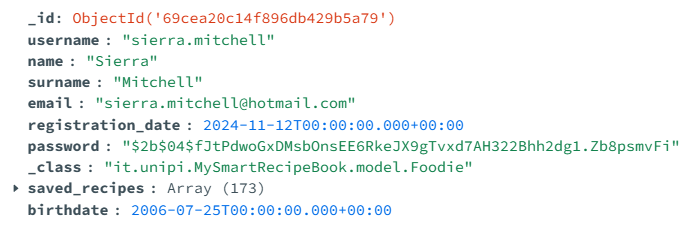 _id: ObjectId('69cea20c14f896db429b5a79')
username : "sierra.mitchell"
name : "Sierra"
surname : "Mitchell"
email : "sierra.mitchell@hotmail.com"
registration_date : 2024-11-12T00:00:00.000+00:00
password : "$2b$04$fJtPdwoGxDMsbOnsEE6RkeJX9gTvxd7AH322Bhh2dg1.Zb8psmvFi"
_class : "it.unipi.MySmartRecipeBook.model.Foodie"
saved_recipes : Array (173)
birthdate : 2006-07-25T00:00:00.000+00:00